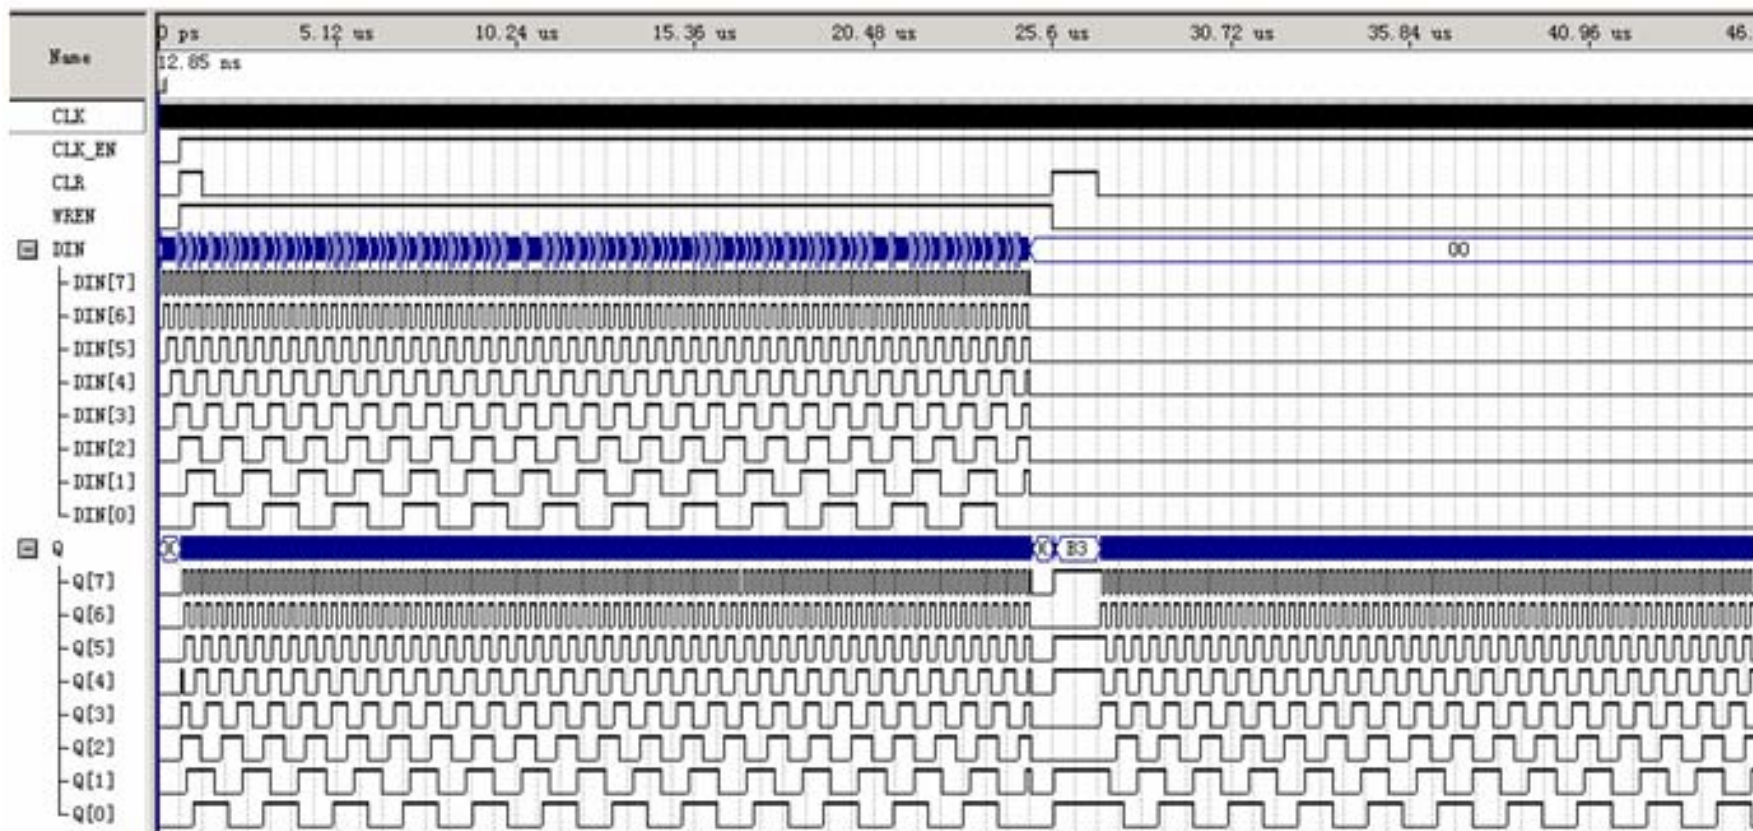 0 ps 5.12 us 10.24 us 15.36 us 20.48 us 25.6 us 30.72 us 35.84 us 40.96 us 46.
Name
12.85 ns
CLK
CLK_EN
CLR
WREN
DIN 00
DIN[7]
DIN[6]
DIN[5]
DIN[4]
DIN[3]
DIN[2]
DIN[1]
DIN[0]
Q X X B3
Q[7]
Q[6]
Q[5]
Q[4]
Q[3]
Q[2]
Q[1]
Q[0]